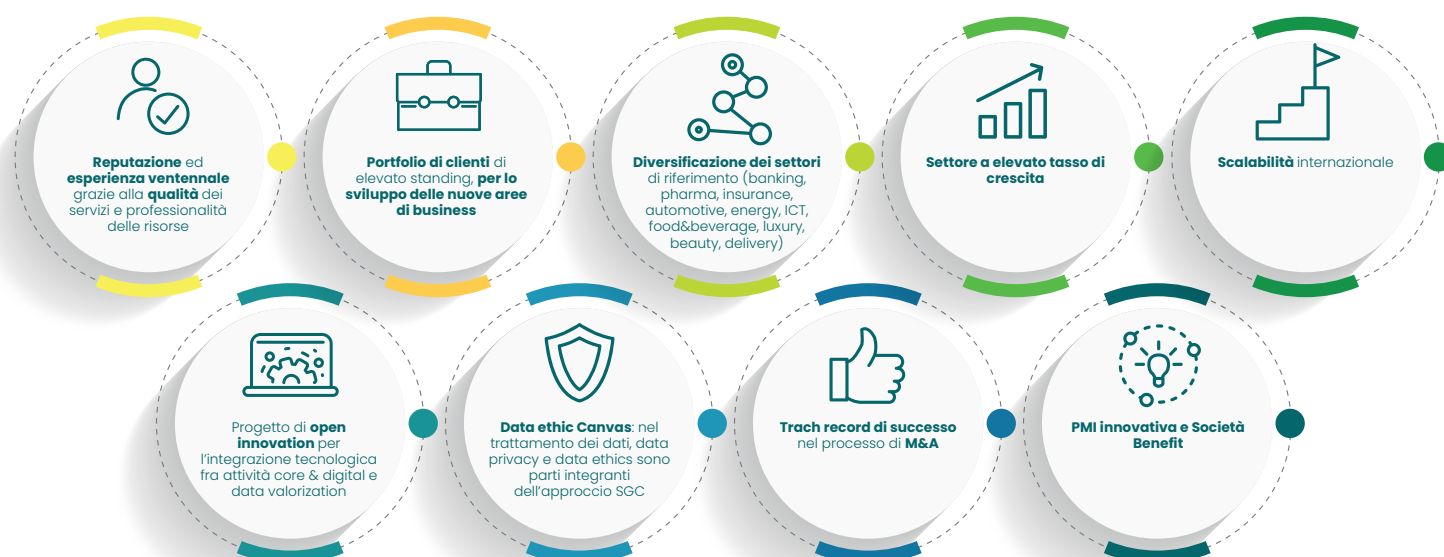 Reputazione ed
esperienza ventennale
grazie alla qualità dei
servizi e professionalità
delle risorse
Portfolio di clienti di
elevato standing, per lo
sviluppo delle nuove aree
di business
Diversificazione dei settori
di riferimento (banking,
pharma, insurance,
automotive, energy, ICT,
food&beverage, luxury,
beauty, delivery)
Settore a elevato tasso di
crescita
Scalabilità internazionale
Progetto di open
innovation per
l’integrazione tecnologica
fra attività core & digital e
data valorization
Data ethic Canvas: nel
trattamento dei dati, data
privacy e data ethics sono
parti integranti
dell’approccio SGC
Trach record di successo
nel processo di M&A
PMI innovativa e Società
Benefit